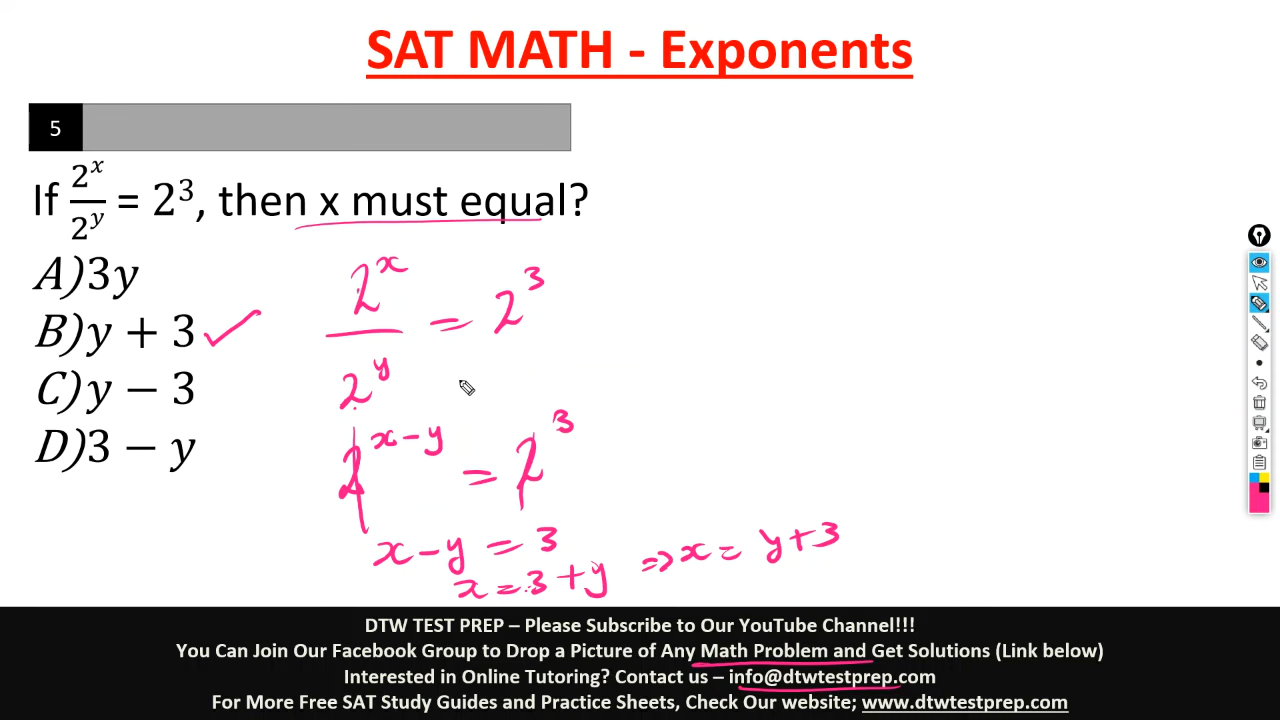 SAT MATH - Exponents
5
If 2^x/2^y = 2^3, then x must equal?
A)3y
B)y + 3 ✓
C)y − 3
D)3 − y
2^x/2^y = 2^3
2^(x-y) = 2^3
x-y = 3
x = 3 + y ⇒ x = y+3
DTW TEST PREP – Please Subscribe to Our YouTube Channel!!!
You Can Join Our Facebook Group to Drop a Picture of Any Math Problem and Get Solutions (Link below)
Interested in Online Tutoring? Contact us – info@dtwtestprep.com
For More Free SAT Study Guides and Practice Sheets, Check Our website; www.dtwtestprep.com